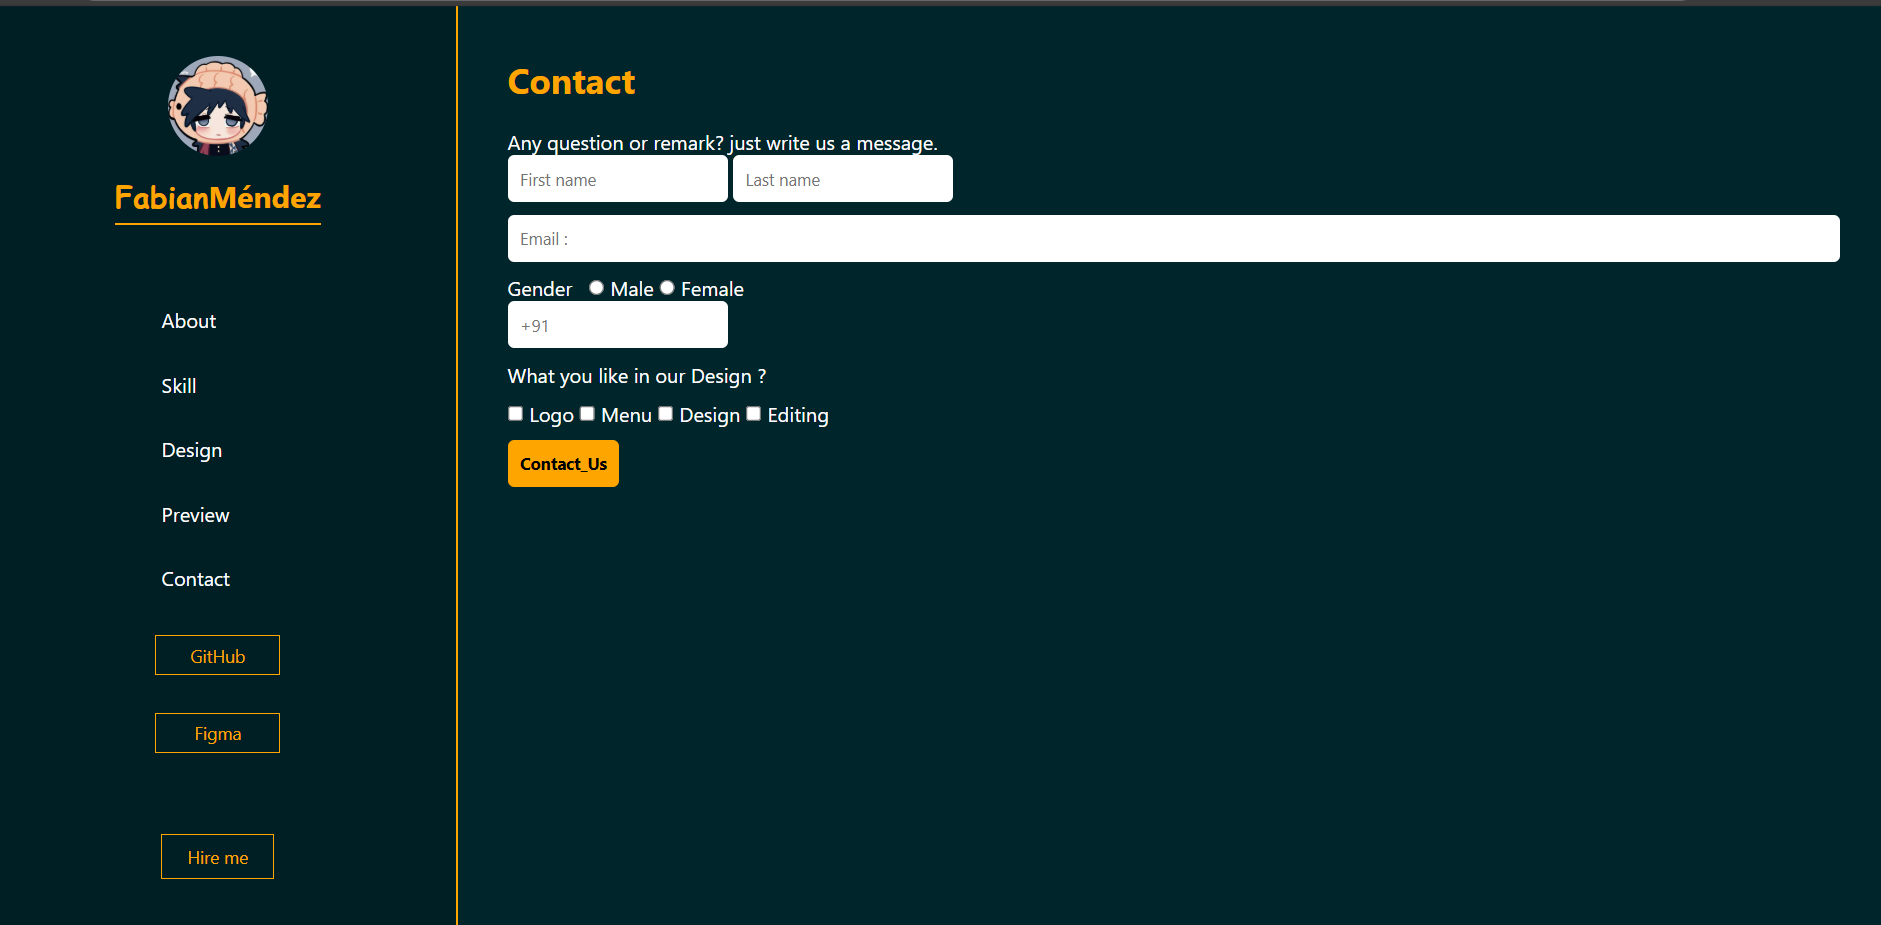 FabianMéndez
About
Skill
Design
Preview
Contact
GitHub
Figma
Hire me
Contact
Any question or remark? just write us a message.
First name Last name
Email :
Gender Male Female
+91
What you like in our Design ?
Logo Menu Design Editing
Contact_Us